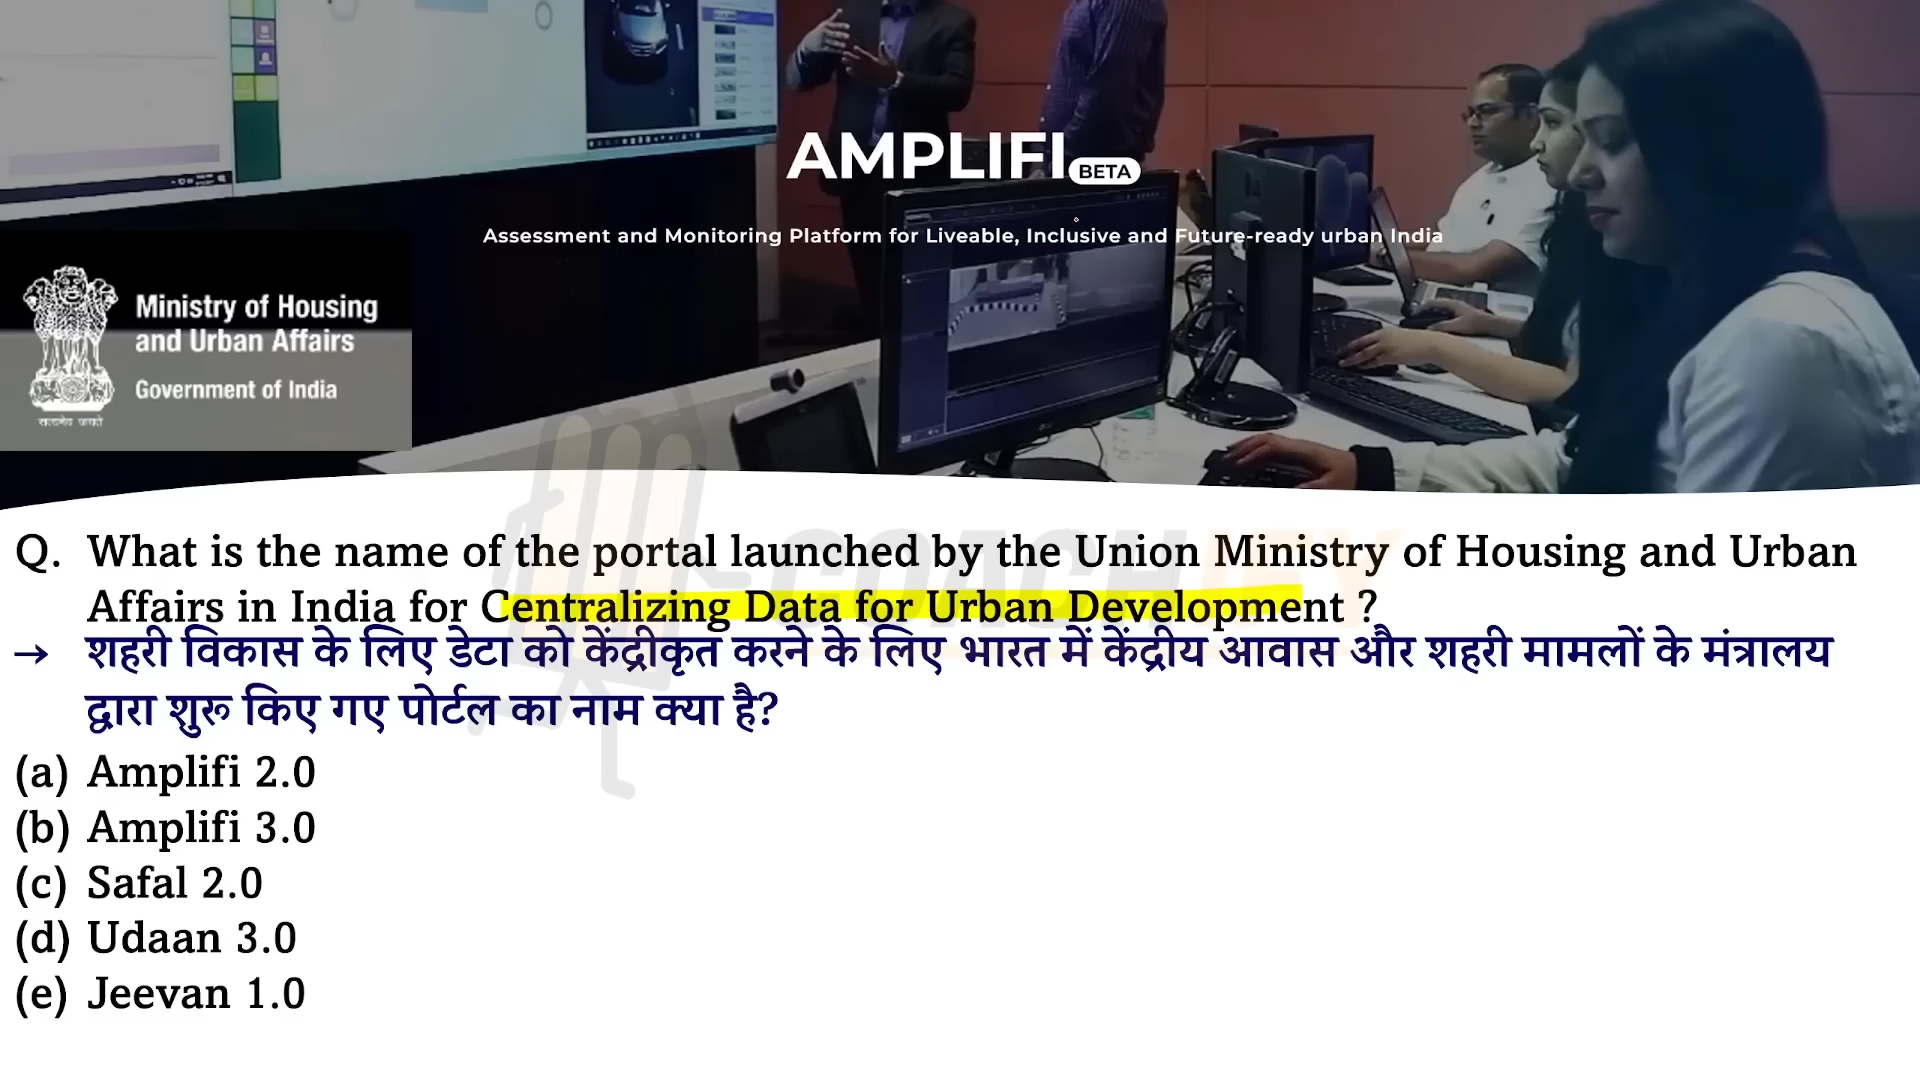 AMPLIFI BETA
Assessment and Monitoring Platform for Liveable, Inclusive and Future-ready urban India
Ministry of Housing
and Urban Affairs
Government of India
सत्यमेव जयते
Q. What is the name of the portal launched by the Union Ministry of Housing and Urban
Affairs in India for Centralizing Data for Urban Development ?
→ शहरी विकास के लिए डेटा को केंद्रीकृत करने के लिए भारत में केंद्रीय आवास और शहरी मामलों के मंत्रालय
द्वारा शुरू किए गए पोर्टल का नाम क्या है?
(a) Amplifi 2.0
(b) Amplifi 3.0
(c) Safal 2.0
(d) Udaan 3.0
(e) Jeevan 1.0